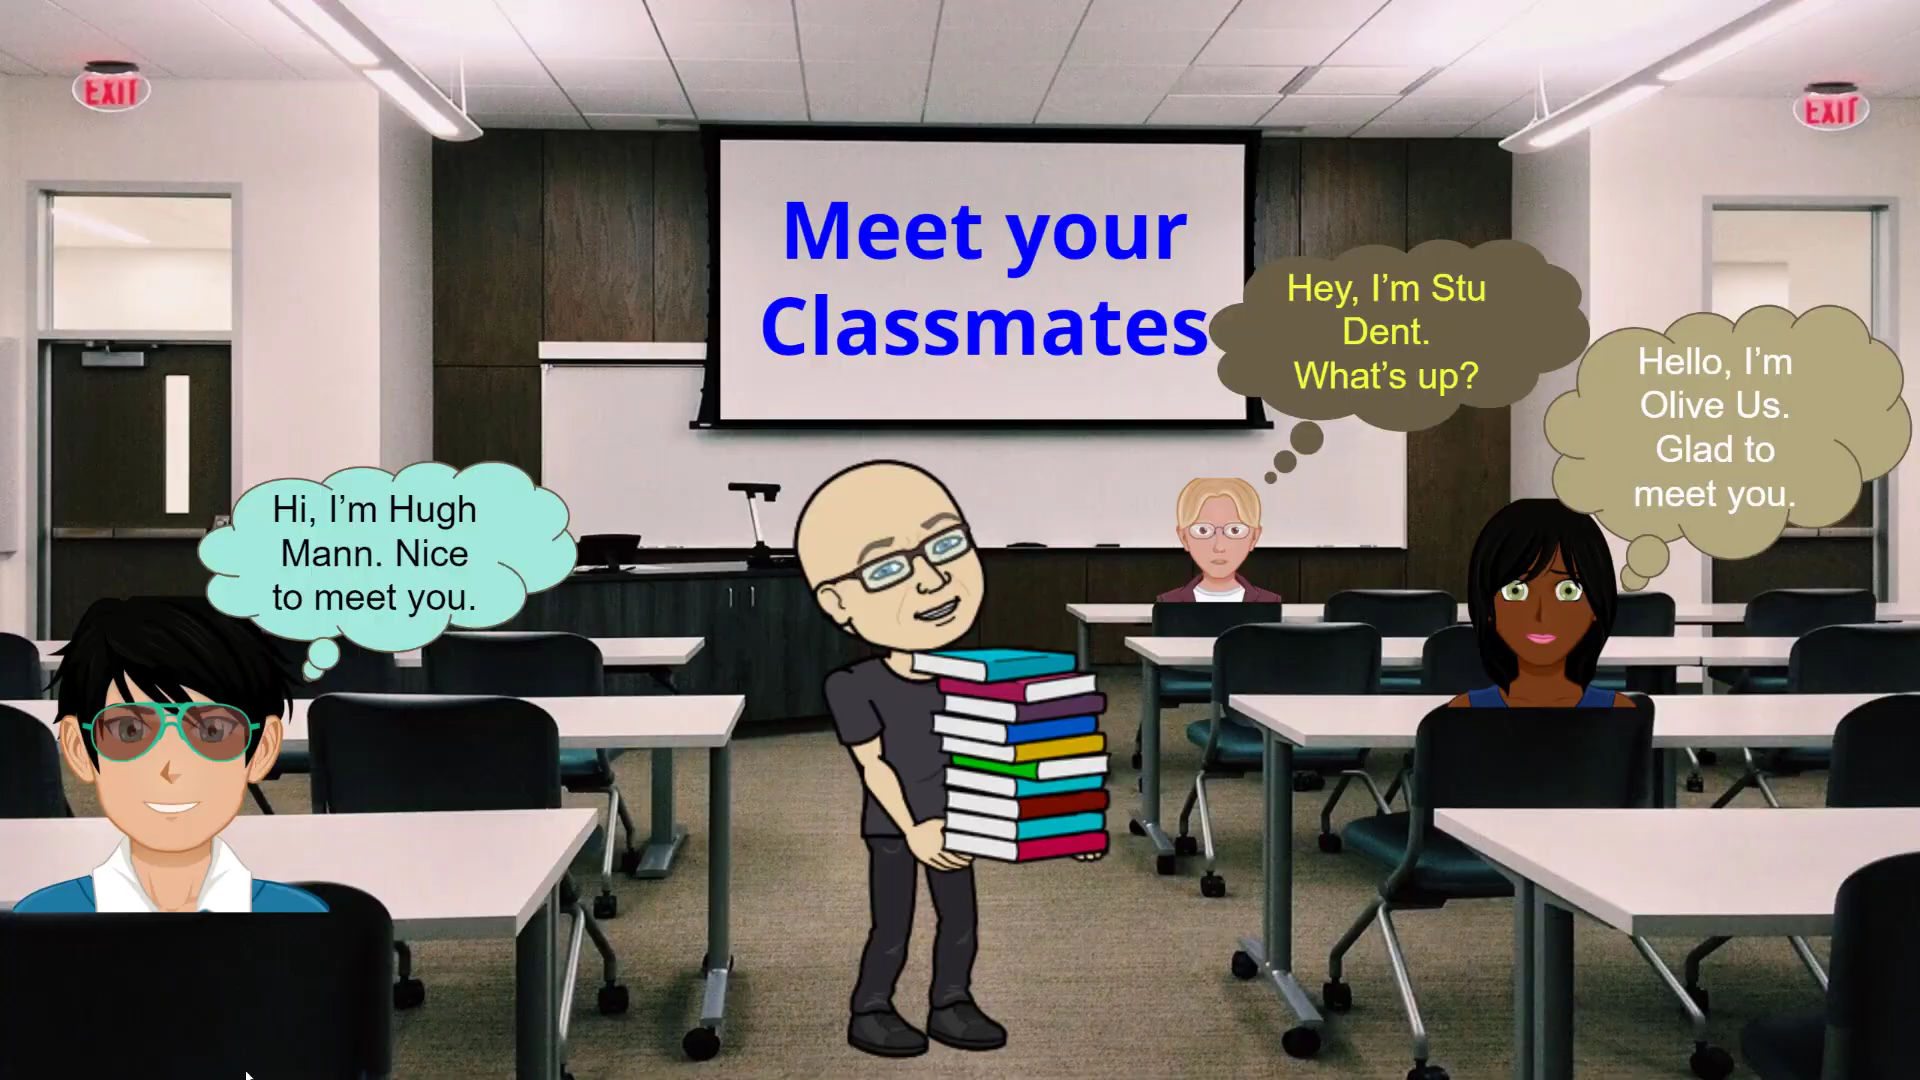 EXIT
EXIT
Meet your
Classmates
Hey, I’m Stu
Dent.
What’s up?
Hello, I’m
Olive Us.
Glad to
meet you.
Hi, I’m Hugh
Mann. Nice
to meet you.